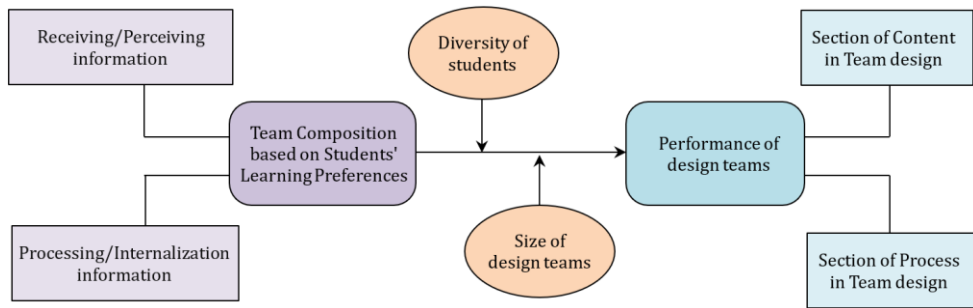 Receiving/Perceiving
information
Diversity of
students
Section of Content
in Team design
Team Composition
based on Students'
Learning Preferences
Performance of
design teams
Processing/Internalization
information
Size of
design teams
Section of Process
in Team design